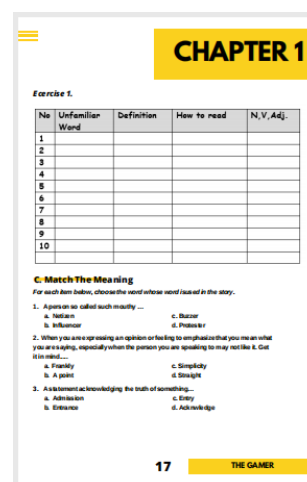 CHAPTER 1
Exercise 1.
No Unfamiliar Word Definition How to read N,V,Adj.
1
2
3
4
5
6
7
8
9
10
C. Match The Meaning
For each item below, choose the word whose word is used in the story.
1. A person so called such mouthy ...
a. Netizen c. Buzzer
b. Influencer d. Protester
2. When you are expressing an opinion or feeling to emphasize that you mean what
you are saying, especially when the person you are speaking to may not like it. Get
it in mind.....
a. Frankly c. Simplicity
b. A point d. Straight
3. A statement acknowledging the truth of something...
a. Admission c. Entry
b. Entrance d. Acknwledge
17 THE GAMER